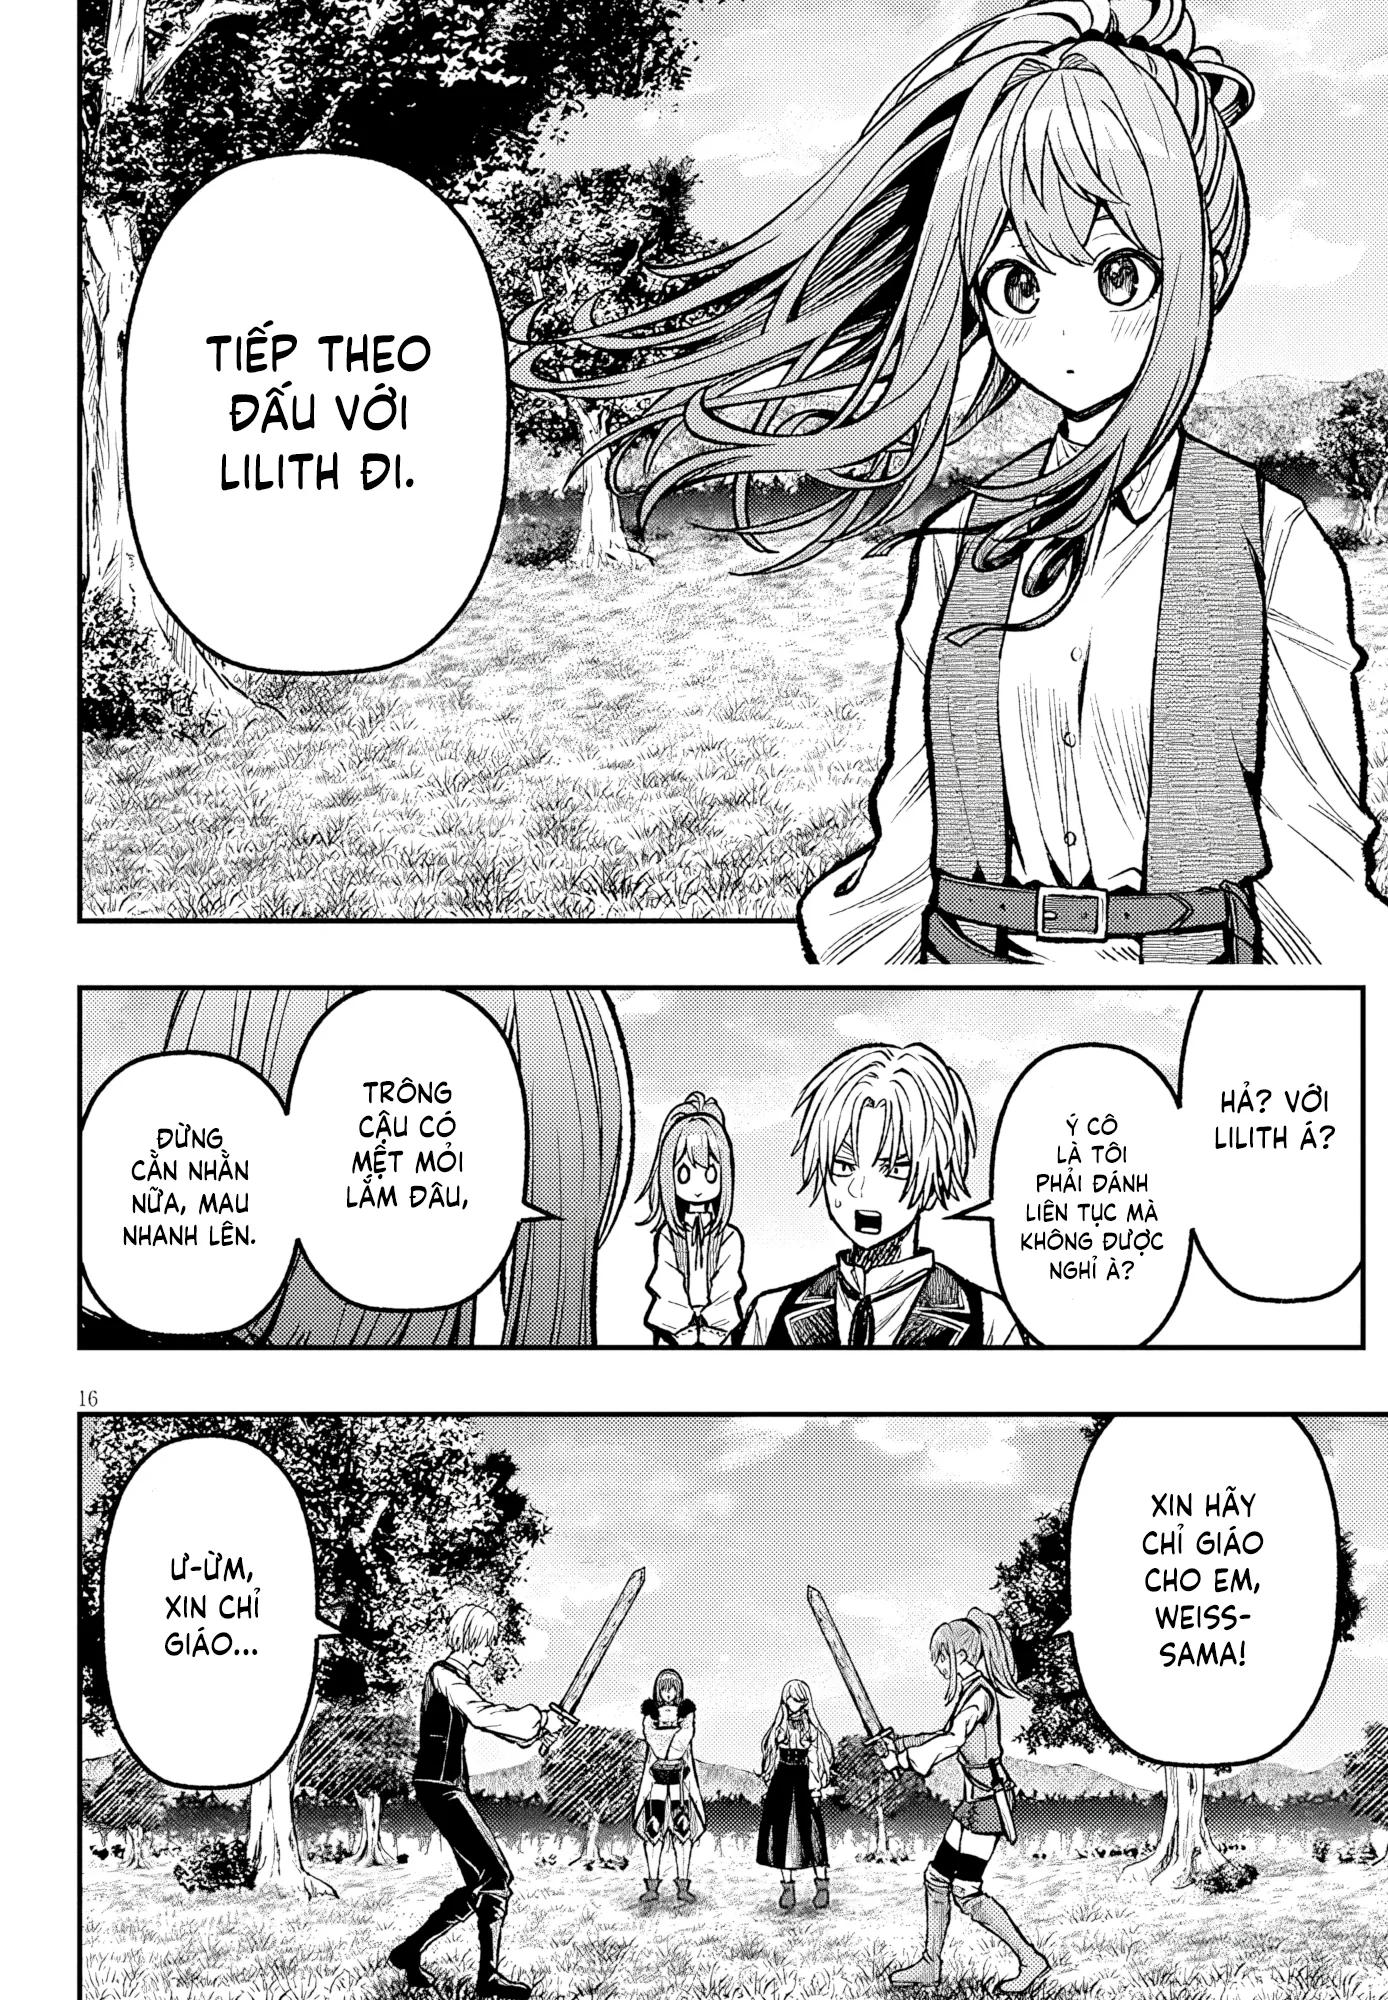 TIẾP THEO
ĐẤU VỚI
LILITH ĐI.
HẢ? VỚI
LILITH Á?
Ý CÔ
LÀ TÔI
PHẢI ĐÁNH
LIÊN TỤC MÀ
KHÔNG ĐƯỢC
NGHỈ À?
TRÔNG
CẬU CÓ
MỆT MỎI
LẮM ĐÂU,
ĐỪNG
CẰN NHẰN
NỮA, MAU
NHANH LÊN.
16
XIN HÃY
CHỈ GIÁO
CHO EM,
WEISS-
SAMA!
Ư-ỪM,
XIN CHỈ
GIÁO...